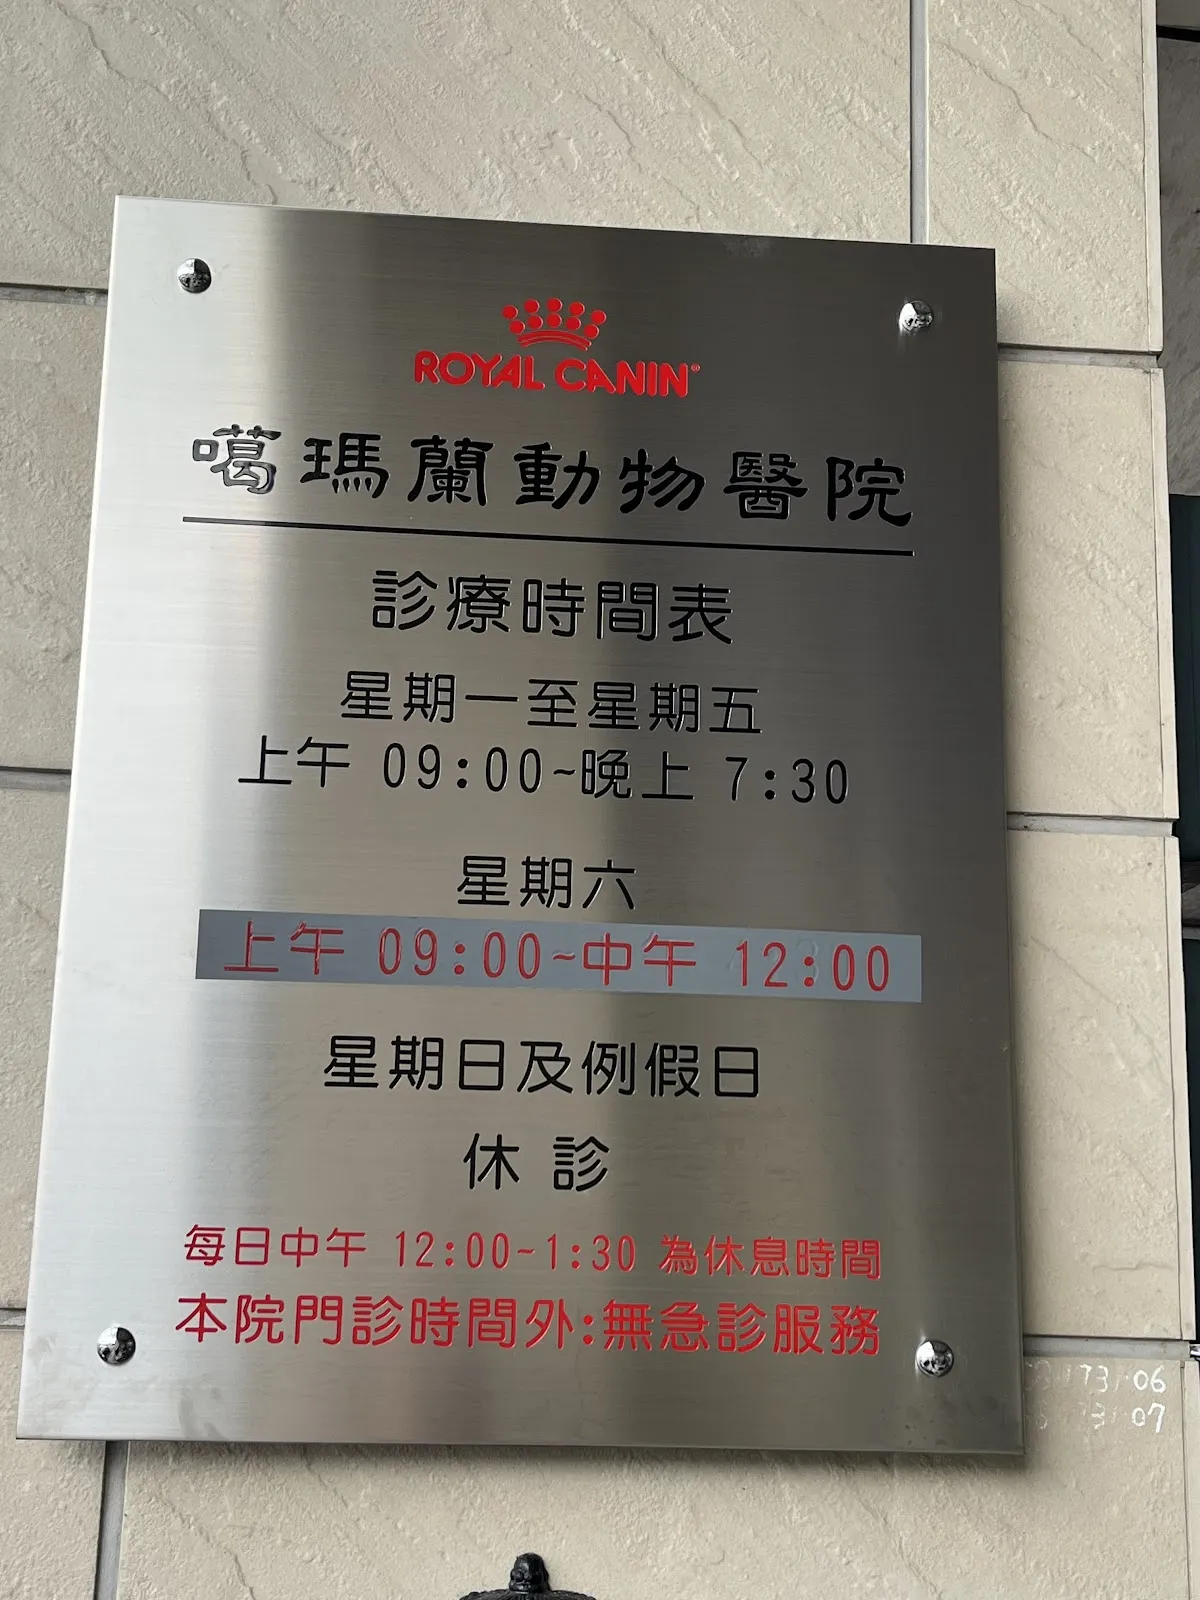 ROYAL CANIN®
噶瑪蘭動物醫院
診療時間表
星期一至星期五
上午 09:00~晚上 7:30
星期六
上午 09:00~中午 12:00
星期日及例假日
休診
每日中午 12:00~1:30 為休息時間
本院門診時間外:無急診服務
06
07